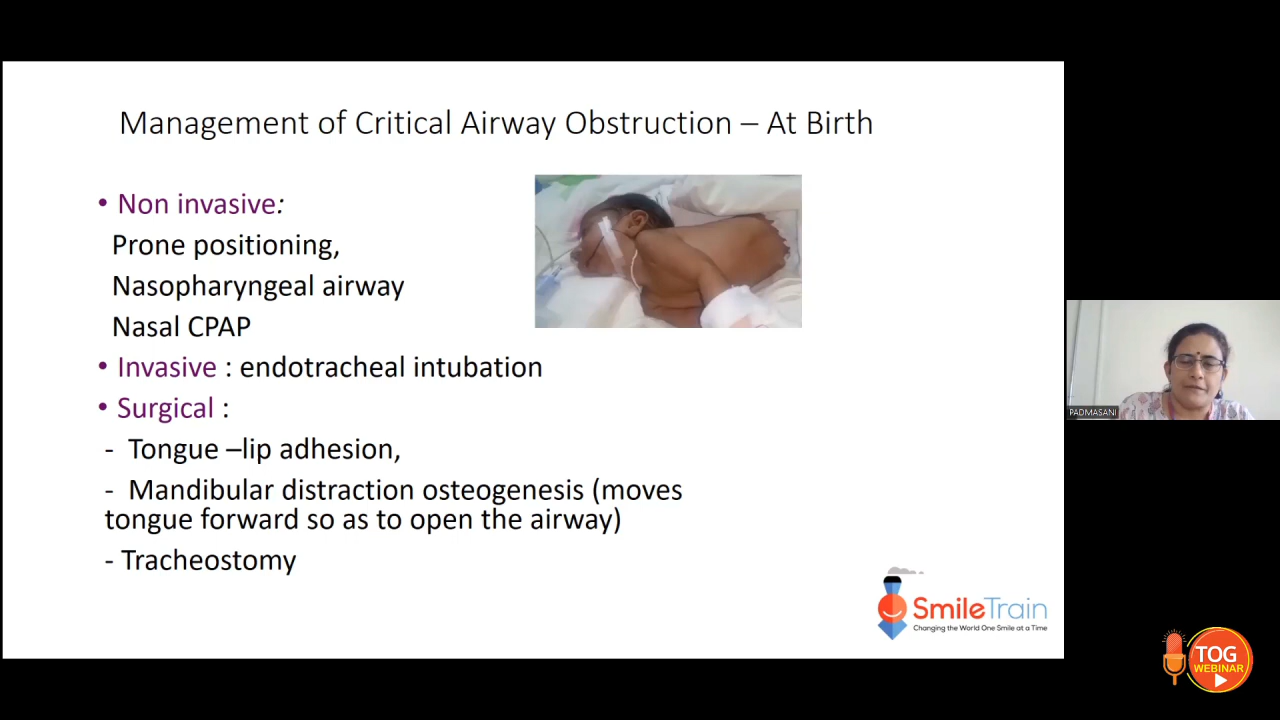 Management of Critical Airway Obstruction – At Birth
• Non invasive:
Prone positioning,
Nasopharyngeal airway
Nasal CPAP
• Invasive : endotracheal intubation
• Surgical :
- Tongue –lip adhesion,
- Mandibular distraction osteogenesis (moves
tongue forward so as to open the airway)
- Tracheostomy
SmileTrain
Changing the World One Smile at a Time
PADMASANI
TOG
WEBINAR